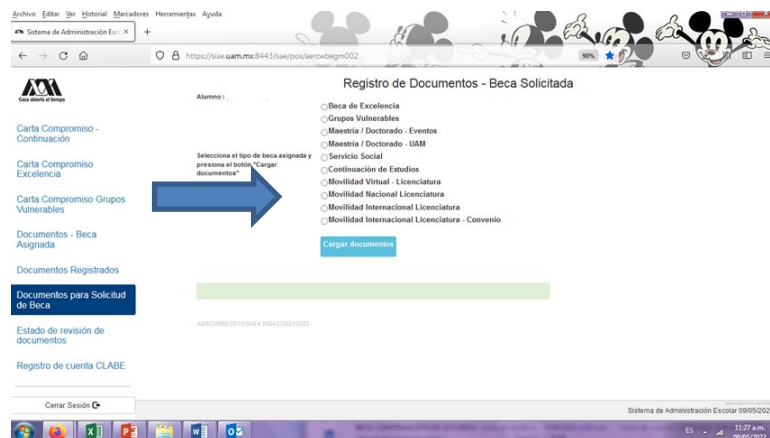 Archivo Editar Ver Historial Marcadores Herramientas Ayuda
Sistema de Administración Esc
https://siae.uam.mx:8443/sae/pos/aercwbegm002
90%
Casa abierta al tiempo
Registro de Documentos - Beca Solicitada
Alumno :
Beca de Excelencia
Grupos Vulnerables
Maestría / Doctorado - Eventos
Maestría / Doctorado - UAM
Selecciona el tipo de beca asignada y
presiona el botón "Cargar
documentos"
Servicio Social
Continuación de Estudios
Movilidad Virtual - Licenciatura
Movilidad Nacional Licenciatura
Movilidad Internacional Licenciatura
Movilidad Internacional Licenciatura - Convenio
Cargar documentos
Carta Compromiso -
Continuación
Carta Compromiso
Excelencia
Carta Compromiso Grupos
Vulnerables
Documentos - Beca
Asignada
Documentos Registrados
Documentos para Solicitud
de Beca
Estado de revisión de
documentos
Registro de cuenta CLABE
Cerrar Sesión
Sistema de Administración Escolar 09/05/202
ES
11:27 a.m.
09/05/2022